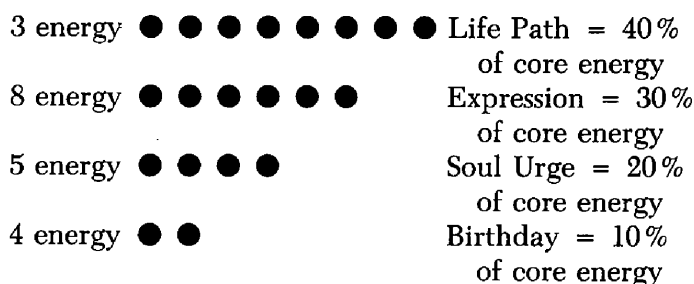 3 energy ● ● ● ● ● ● ● ● Life Path = 40%
of core energy
8 energy ● ● ● ● ● ● Expression = 30%
of core energy
5 energy ● ● ● ● Soul Urge = 20%
of core energy
4 energy ● ● Birthday = 10%
of core energy